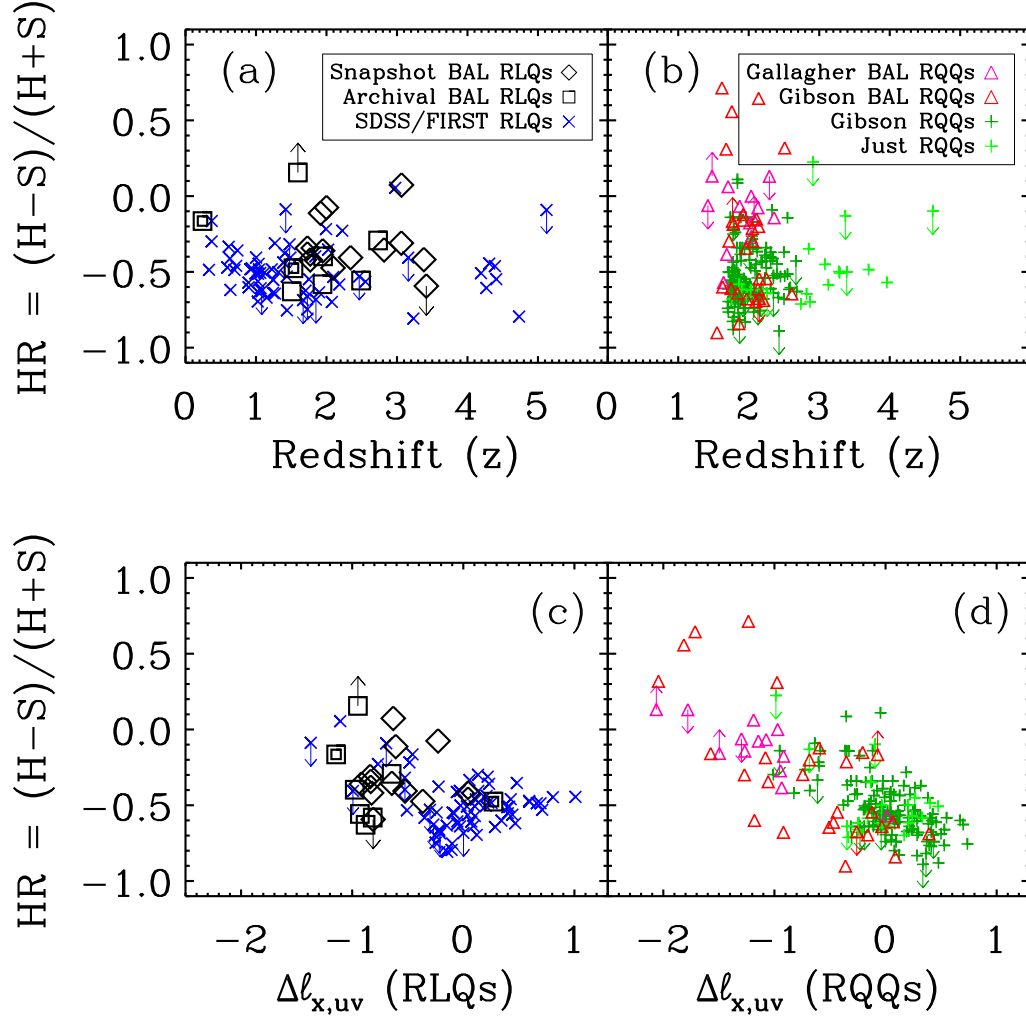 HR = (H−S)/(H+S)
1.0
0.5
0.0
−0.5
−1.0
(a)
Snapshot BAL RLQs
Archival BAL RLQs
SDSS/FIRST RLQs
(b)
Gallagher BAL RQQs
Gibson BAL RQQs
Gibson RQQs
Just RQQs
0 1 2 3 4 5 0 1 2 3 4 5
Redshift (z) Redshift (z)
HR = (H−S)/(H+S)
1.0
0.5
0.0
−0.5
−1.0
(c)
(d)
−2 −1 0 1 −2 −1 0 1
Δℓx,uv (RLQs) Δℓx,uv (RQQs)